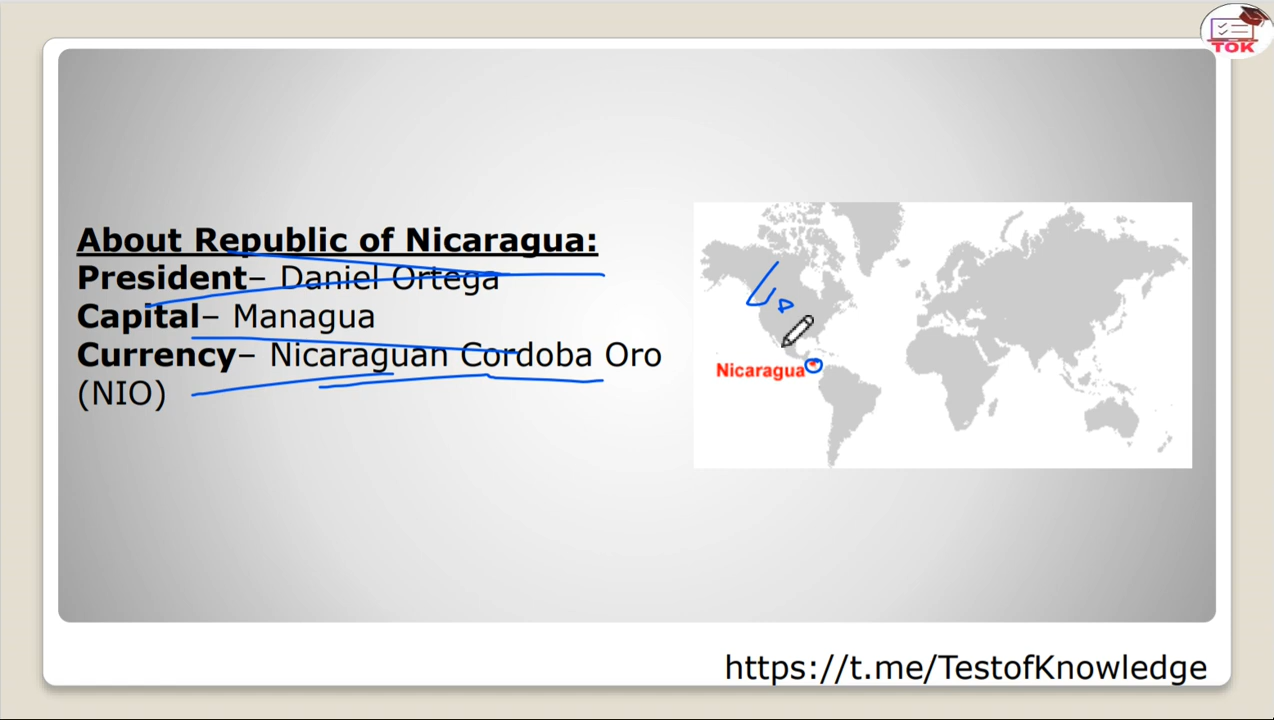 TOK
About Republic of Nicaragua:
President– Daniel Ortega
Capital– Managua
Currency– Nicaraguan Cordoba Oro
(NIO)
Nicaragua
https://t.me/TestofKnowledge